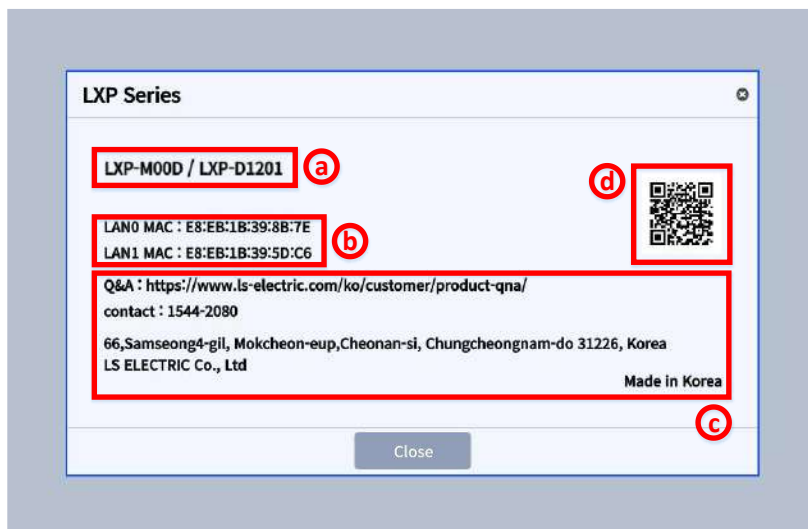 LXP Series
LXP-M00D / LXP-D1201
a
d
LAN0 MAC : E8:EB:1B:39:8B:7E
LAN1 MAC : E8:EB:1B:39:5D:C6
b
Q&A : https://www.ls-electric.com/ko/customer/product-qna/
contact : 1544-2080
66,Samseong4-gil, Mokcheon-eup,Cheonan-si, Chungcheongnam-do 31226, Korea
LS ELECTRIC Co., Ltd
Made in Korea
c
Close